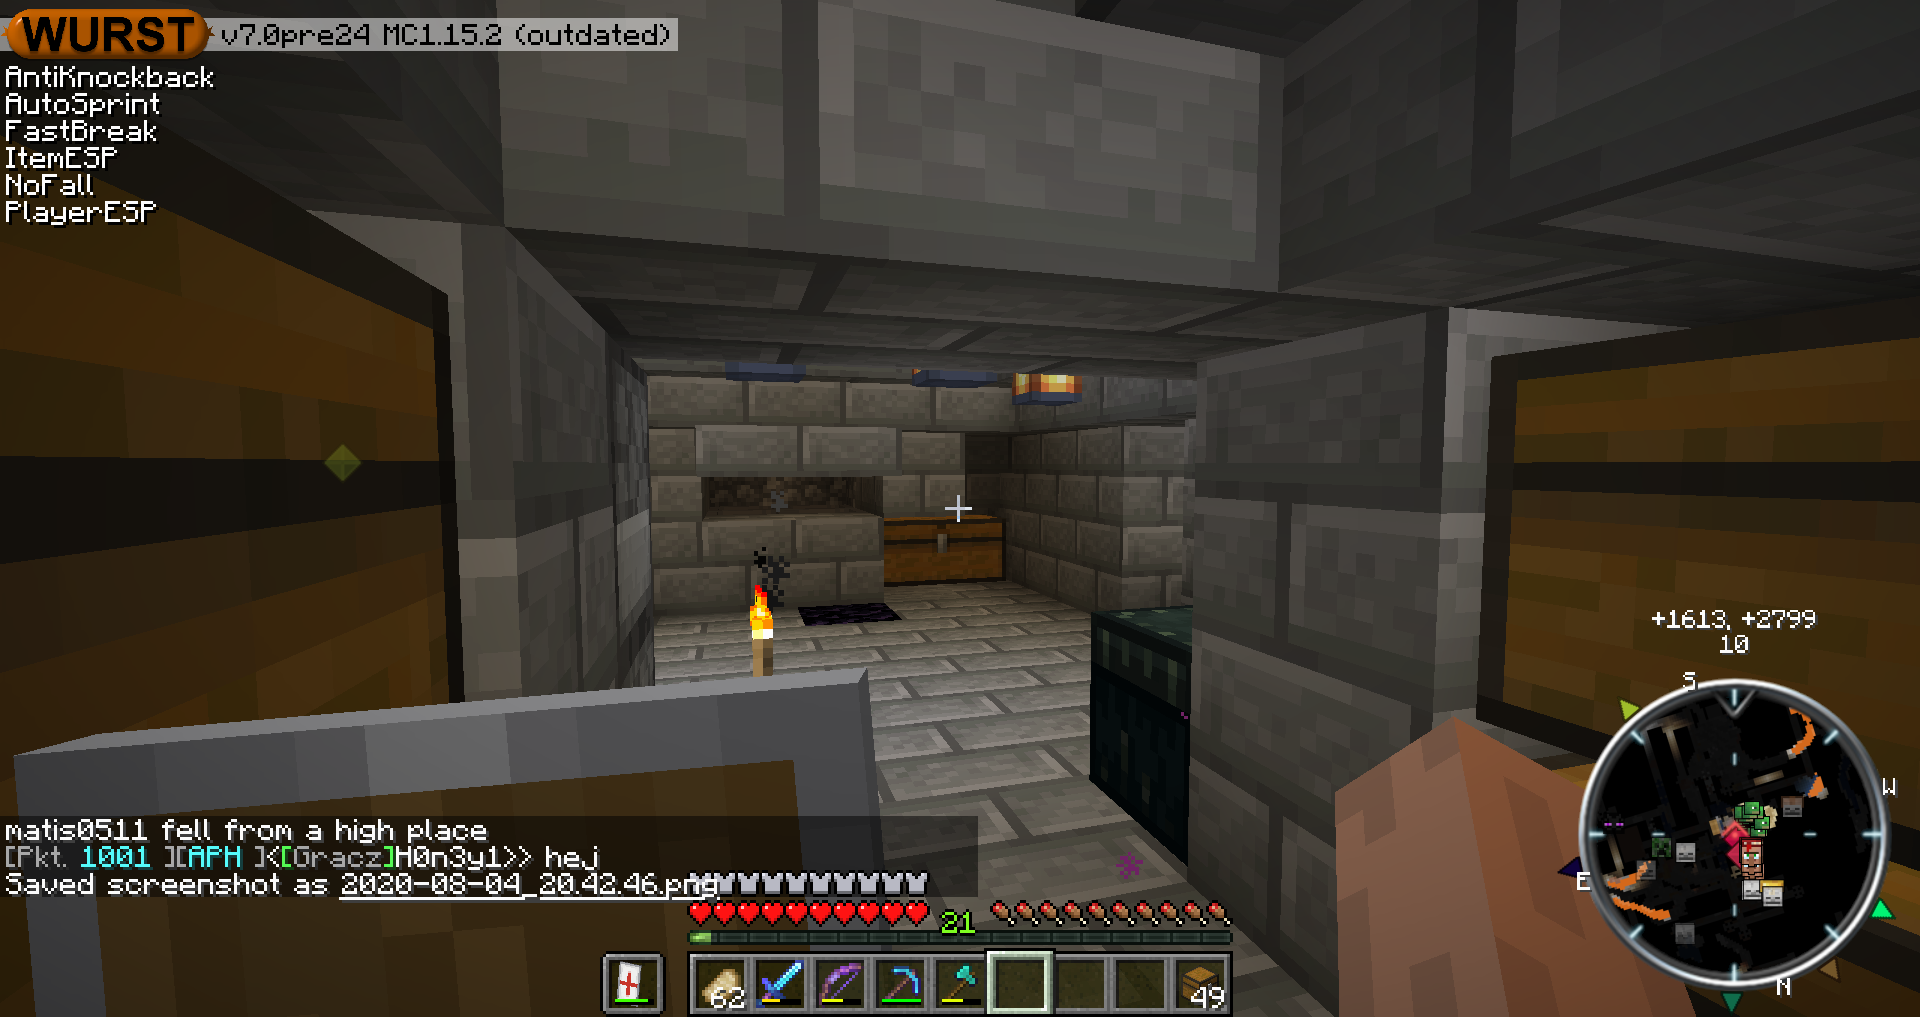 WURST v7.0pre24 MC1.15.2 (outdated)
AntiKnockback
AutoSprint
FastBreak
ItemESP
NoFall
PlayerESP
+1613, +2799
10
S
W
E
N
matis0511 fell from a high place
[Pkt. 1001 ][APH ]<[Gracz]H0n3y1>> hej
Saved screenshot as 2020-08-04_20.42.46.png
21
62
49